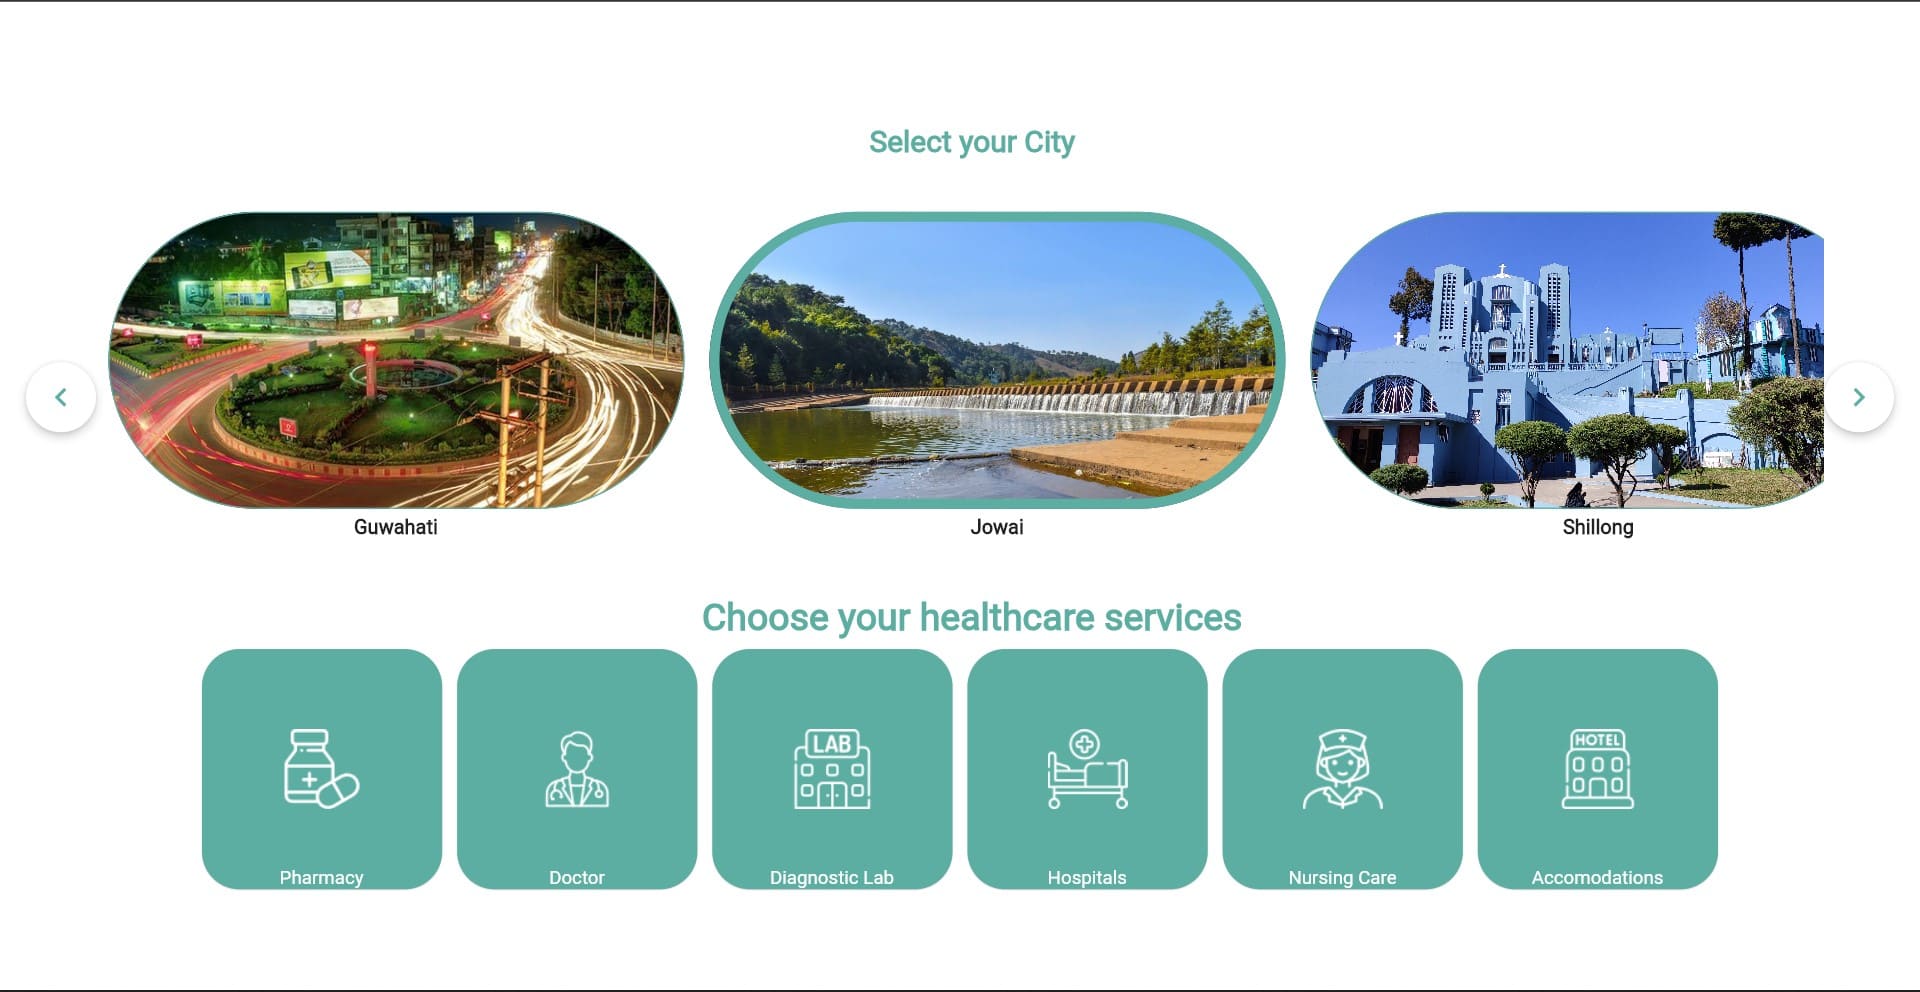 Select your City
Guwahati
Jowai
Shillong
Choose your healthcare services
LAB
HOTEL
Pharmacy
Doctor
Diagnostic Lab
Hospitals
Nursing Care
Accomodations